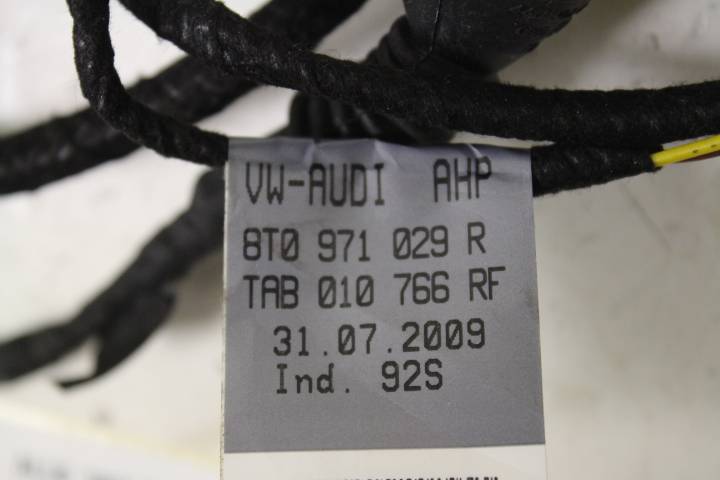 VW-AUDI AHP
8T0 971 029 R
TAB 010 766 RF
31.07.2009
Ind. 92S